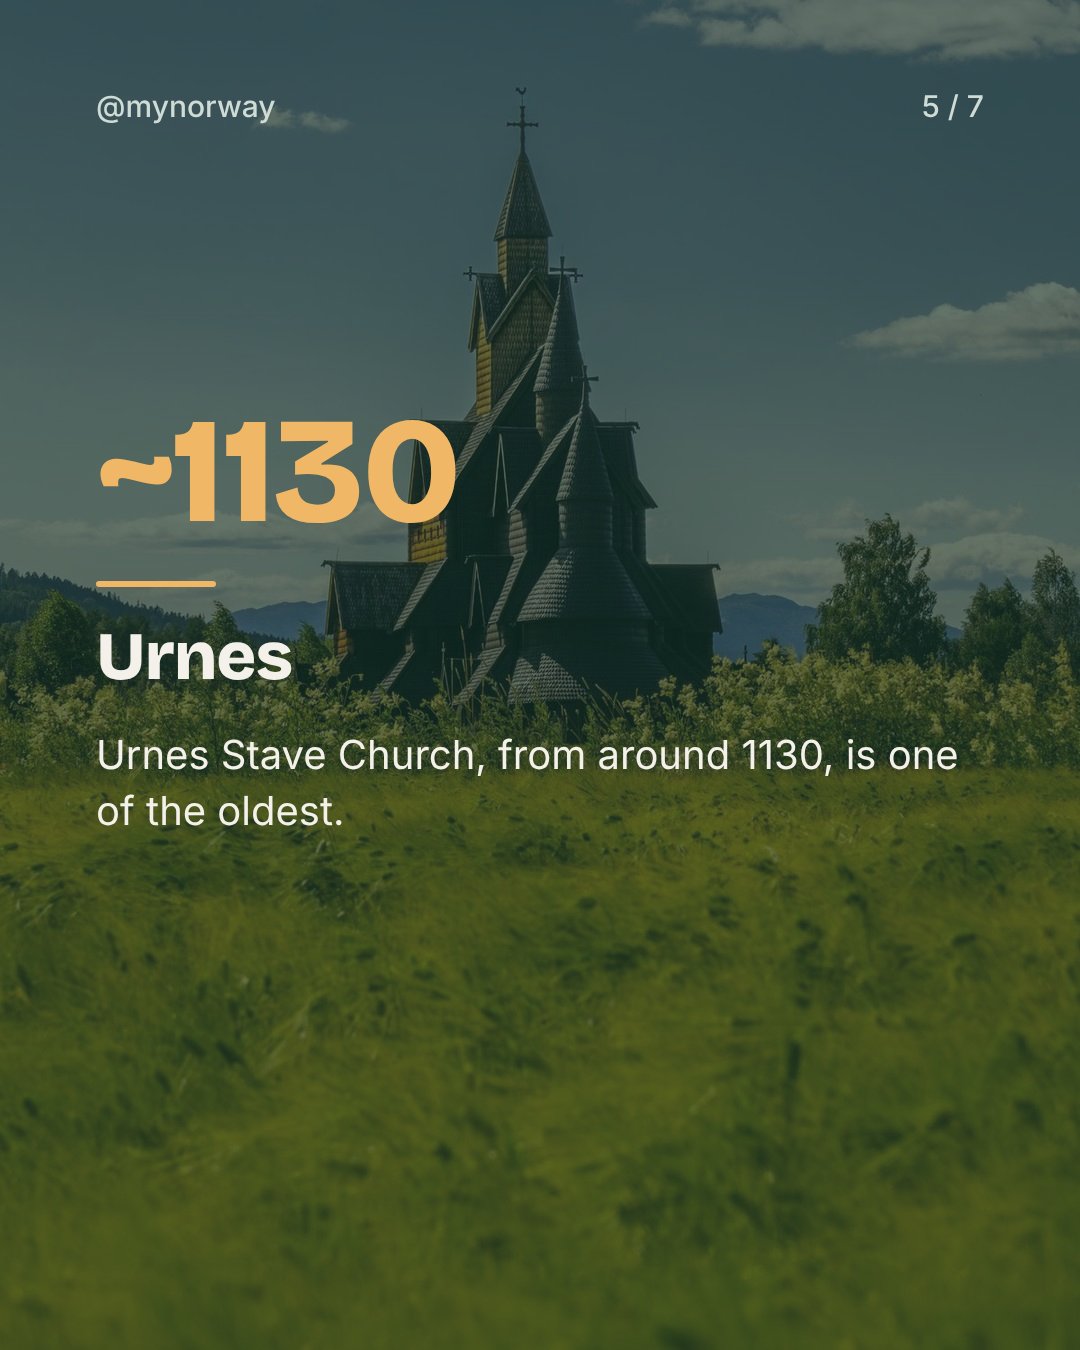 @mynorway
5 / 7
~1130
Urnes
Urnes Stave Church, from around 1130, is one
of the oldest.